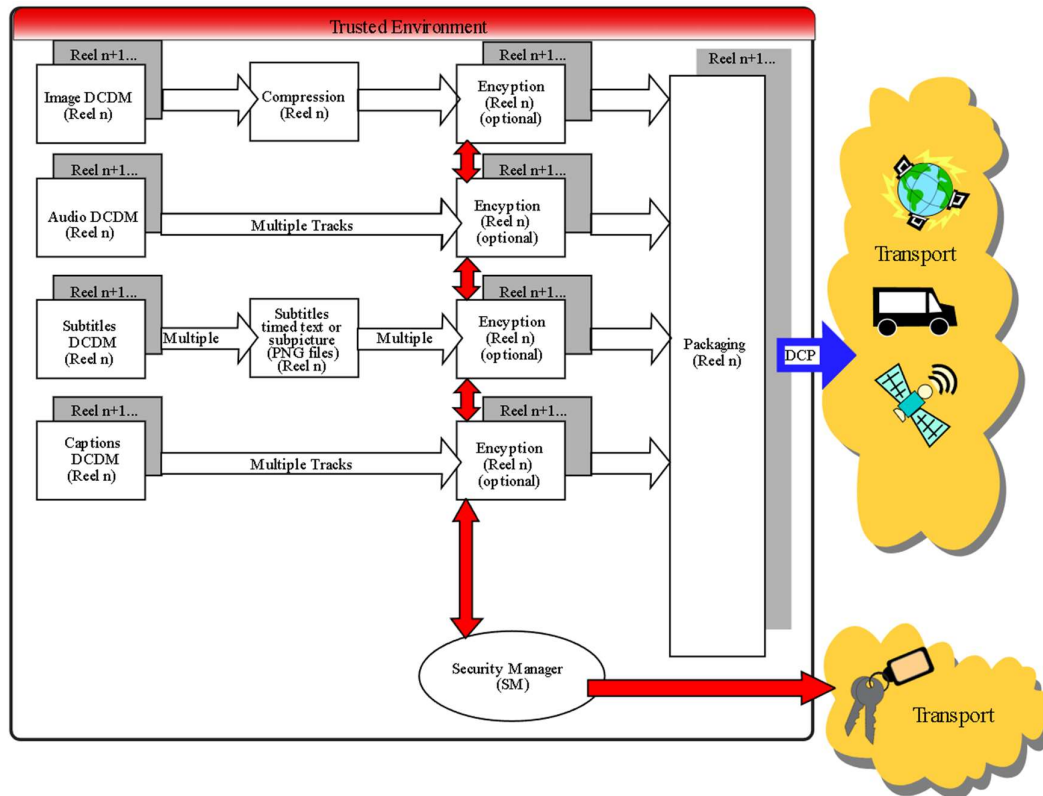 Trusted Environment
Reel n+1...
Image DCDM
(Reel n)
Compression
(Reel n)
Reel n+1...
Encyption
(Reel n)
(optional)
Reel n+1...
Audio DCDM
(Reel n)
Multiple Tracks
Reel n+1...
Encyption
(Reel n)
(optional)
Reel n+1...
Subtitles
DCDM
(Reel n)
Multiple
Subtitles
timed text or
subpicture
(PNG files)
(Reel n)
Multiple
Reel n+1...
Encyption
(Reel n)
(optional)
Reel n+1...
Captions
DCDM
(Reel n)
Multiple Tracks
Reel n+1...
Encyption
(Reel n)
(optional)
Reel n+1...
Packaging
(Reel n)
DCP
Transport
Security Manager
(SM)
Transport